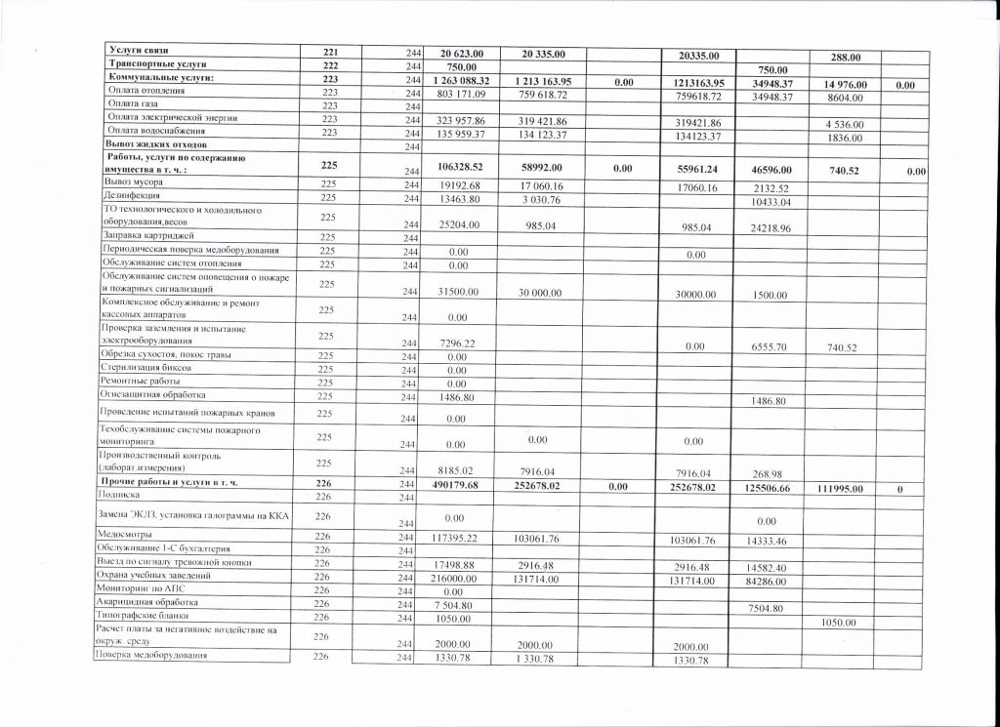 Услуги связи 221 244 20 623.00 20 335.00 20335.00 288.00
Транспортные услуги 222 244 750.00 750.00
Коммунальные услуги: 223 244 1 263 088.32 1 213 163.95 0.00 1213163.95 34948.37 14 976.00 0.00
Оплата отопления 223 244 803 171.09 759 618.72 759618.72 34948.37 8604.00
Оплата газа 223 244
Оплата электрической энергии 223 244 323 957.86 319 421.86 319421.86 4 536.00
Оплата водоснабжения 223 244 135 959.37 134 123.37 134123.37 1836.00
Вывоз жидких отходов 244
Работы, услуги по содержанию
имущества в т. ч. : 225 244 106328.52 58992.00 0.00 55961.24 46596.00 740.52 0.00
Вывоз мусора 225 244 19192.68 17 060.16 17060.16 2132.52
Дезинфекция 225 244 13463.80 3 030.76 10433.04
ТО технологического и холодильного
оборудования,весов 225 244 25204.00 985.04 985.04 24218.96
Заправка картриджей 225 244
Периодическая поверка медоборудования 225 244 0.00 0.00
Обслуживание систем отопления 225 244 0.00
Обслуживание систем оповещения о пожаре
и пожарных сигнализаций 225 244 31500.00 30 000.00 30000.00 1500.00
Комплексное обслуживание и ремонт
кассовых аппаратов 225 244 0.00
Проверка заземления и испытание
электрооборудования 225 244 7296.22 0.00 6555.70 740.52
Обрезка сухостоя, покос травы 225 244 0.00
Стерилизация биксов 225 244 0.00
Ремонтные работы 225 244 0.00
Огнезащитная обработка 225 244 1486.80 1486.80
Проведение испытаний пожарных кранов 225 244 0.00
Техобслуживание системы пожарного
мониторинга 225 244 0.00 0.00 0.00
Производственный контроль
(лаборат.измерения) 225 244 8185.02 7916.04 7916.04 268.98
Прочие работы и услуги в т. ч. 226 244 490179.68 252678.02 0.00 252678.02 125506.66 111995.00 0
Подписка 226 244
Замена ЭКЛЗ, установка галограммы на ККА 226 244 0.00 0.00
Медосмотры 226 244 117395.22 103061.76 103061.76 14333.46
Обслуживание 1-С бухгалтерия 226 244
Выезд по сигналу тревожной кнопки 226 244 17498.88 2916.48 2916.48 14582.40
Охрана учебных заведений 226 244 216000.00 131714.00 131714.00 84286.00
Мониторинг по АПС 226 244 0.00
Акарицидная обработка 226 244 7 504.80 7504.80
Типографские бланки 226 244 1050.00 1050.00
Расчет платы за негативное воздействие на
окруж. среду 226 244 2000.00 2000.00 2000.00
Поверка медоборудования 226 244 1330.78 1 330.78 1330.78